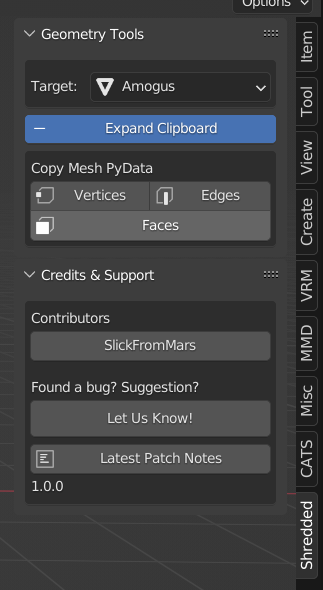 Options
Geometry Tools
Target: Amogus
Expand Clipboard
Copy Mesh PyData
Vertices Edges
Faces
Credits & Support
Contributors
SlickFromMars
Found a bug? Suggestion?
Let Us Know!
Latest Patch Notes
1.0.0
Item
Tool
View
Create
VRM
MMD
Misc
CATS
Shredded